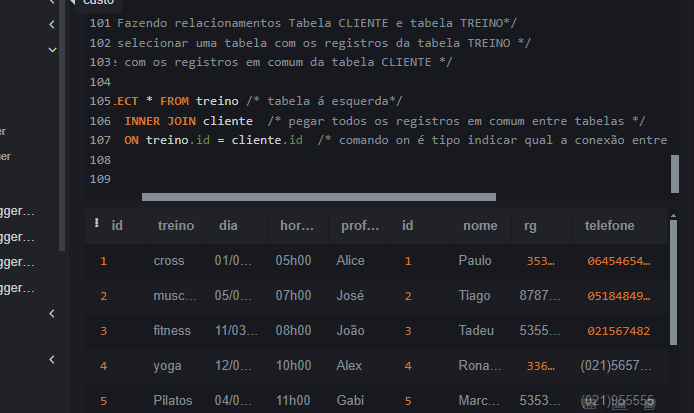 custo
101 Fazendo relacionamentos Tabela CLIENTE e tabela TREINO*/
102 selecionar uma tabela com os registros da tabela TREINO */
103 e com os registros em comum da tabela CLIENTE */
104
105 LECT * FROM treino /* tabela á esquerda*/
106 INNER JOIN cliente /* pegar todos os registros em comum entre tabelas */
107 ON treino.id = cliente.id /* comando on é tipo indicar qual a conexão entre
108
109
er
ger
gger…
gger…
gger…
gger…
id treino dia hor… prof… id nome rg telefone
1 cross 01/0… 05h00 Alice 1 Paulo 353… 06454654…
2 musc… 05/0… 07h00 José 2 Tiago 8787… 05184849…
3 fitness 11/03… 08h00 João 3 Tadeu 5355… 021567482
4 yoga 12/0… 10h00 Alex 4 Rona… 336… (021)5657…
5 Pilatos 04/0… 11h00 Gabi 5 Marc… 5353… (021)955555